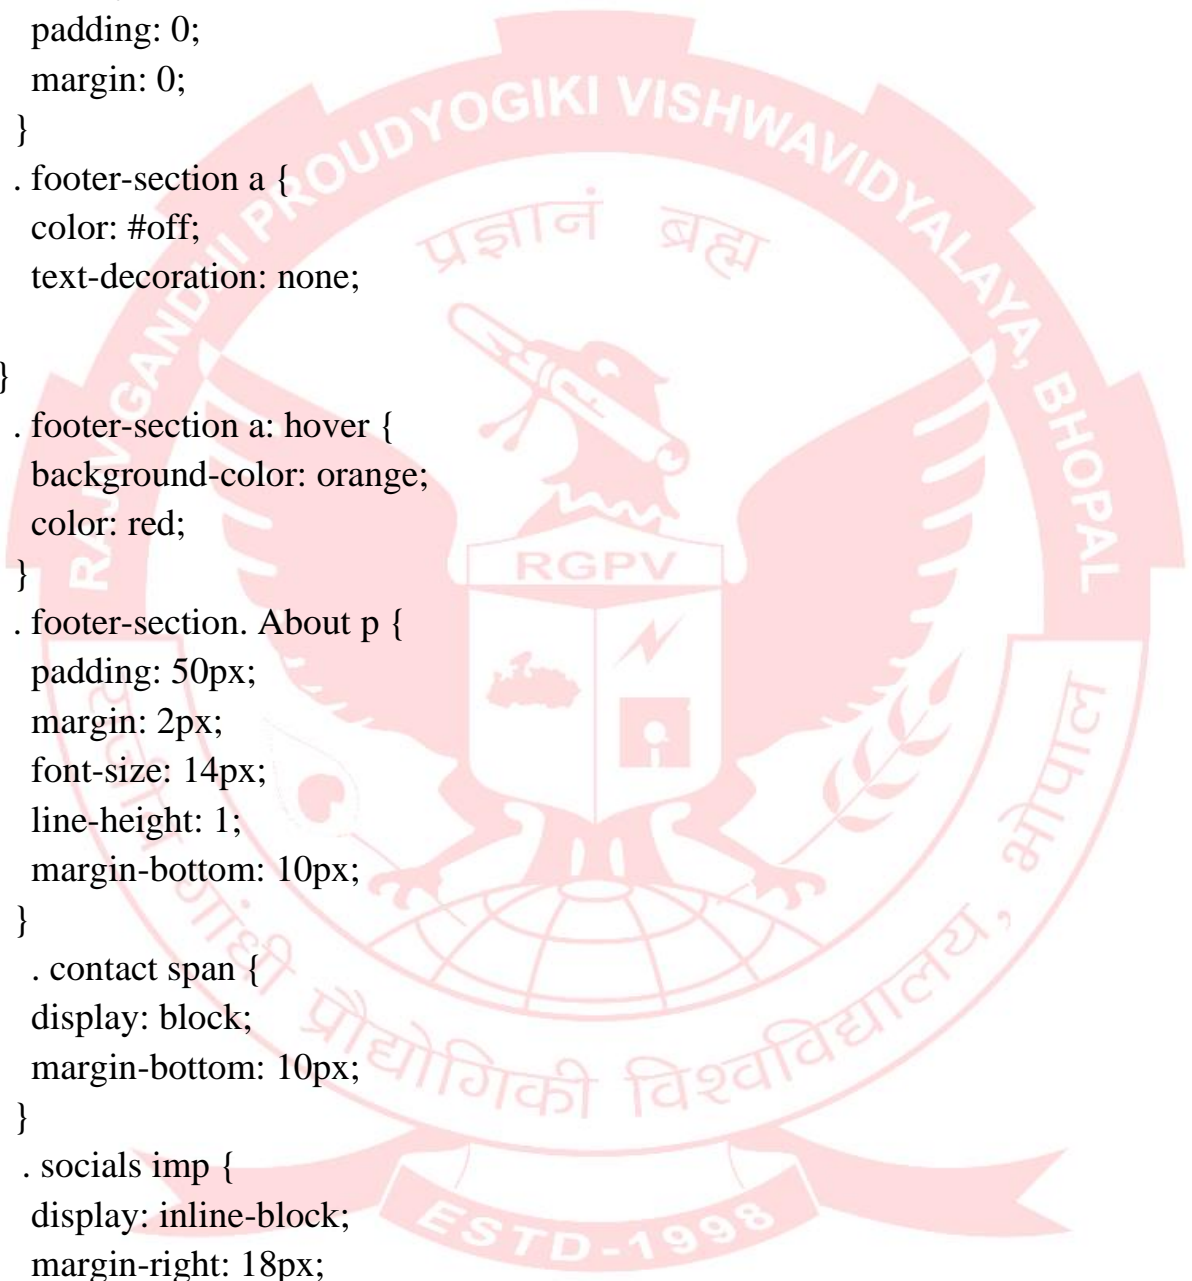 padding: 0;
margin: 0;
}
. footer-section a {
color: #off;
text-decoration: none;
}
. footer-section a: hover {
background-color: orange;
color: red;
}
. footer-section. About p {
padding: 50px;
margin: 2px;
font-size: 14px;
line-height: 1;
margin-bottom: 10px;
}
. contact span {
display: block;
margin-bottom: 10px;
}
. socials imp {
display: inline-block;
margin-right: 18px;
RAJIV GANDHI PROUDYOGIKI VISHWAVIDYALAYA, BHOPAL
प्रज्ञानं ब्रह्म
RGPV
राजीव गांधी प्रौद्योगिकी विश्वविद्यालय, भोपाल
ESTD-1998